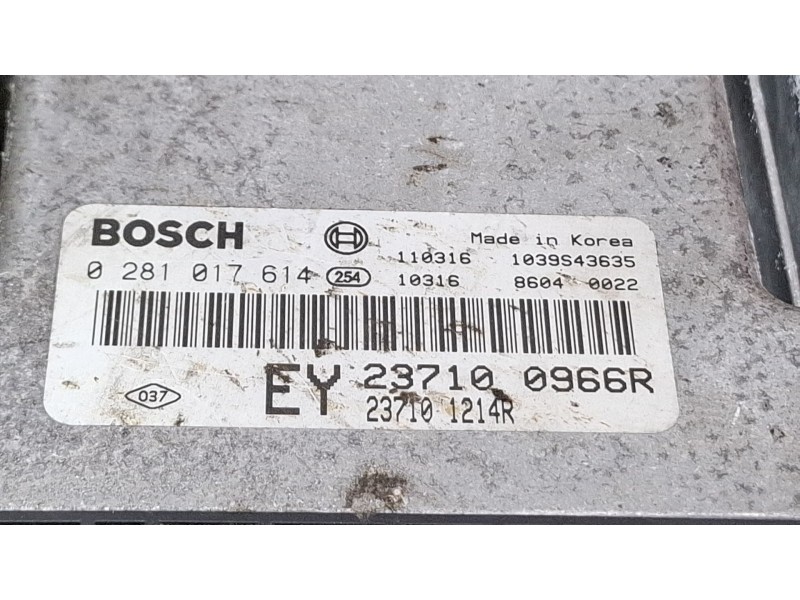 BOSCH
Made in Korea
110316 1039S43635
0 281 017 614 254 10316 8604 0022
037
EY 23710 0966R
23710 1214R